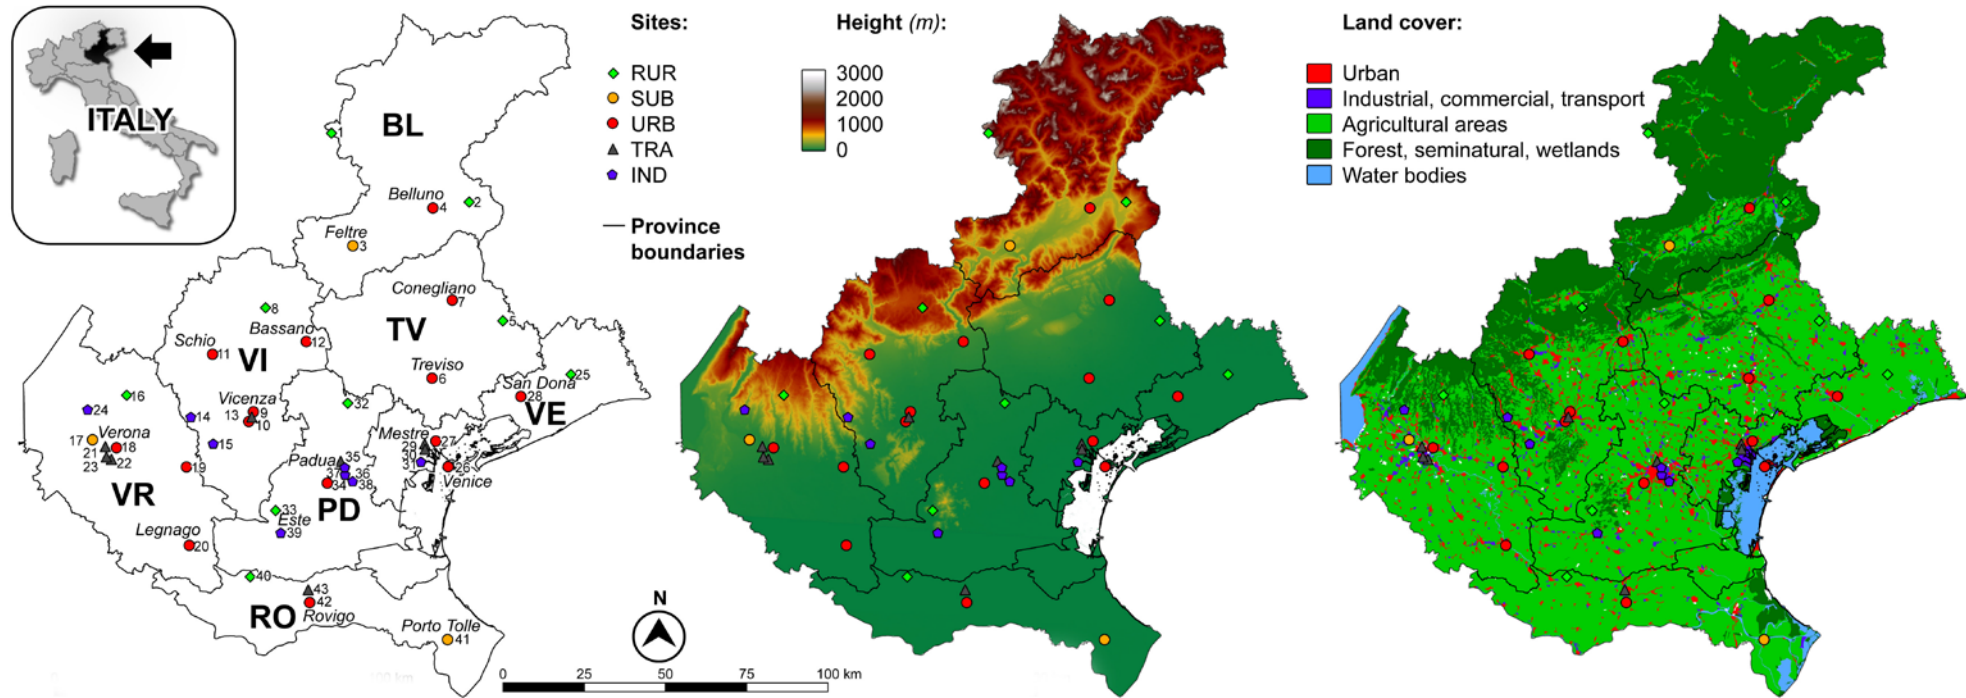 ITALY
Sites:
RUR
SUB
URB
TRA
IND
Province
boundaries
BL
1
Belluno
2
4
Feltre
3
Conegliano
7
8
5
Bassano
TV
Schio
12
11
VI
Treviso
6
25
San Dona
28
VE
16
24
Vicenza
14
13
9
10
32
15
17
Verona
18
21
23
22
19
VR
Mestre
27
29
30
31
26
Venice
Padua
35
37
36
34
38
33
PD
Este
39
Legnago
20
40
43
42
RO
Rovigo
Porto Tolle
41
N
0
25
50
75
100 km
Height (m):
3000
2000
1000
0
Land cover:
Urban
Industrial, commercial, transport
Agricultural areas
Forest, seminatural, wetlands
Water bodies